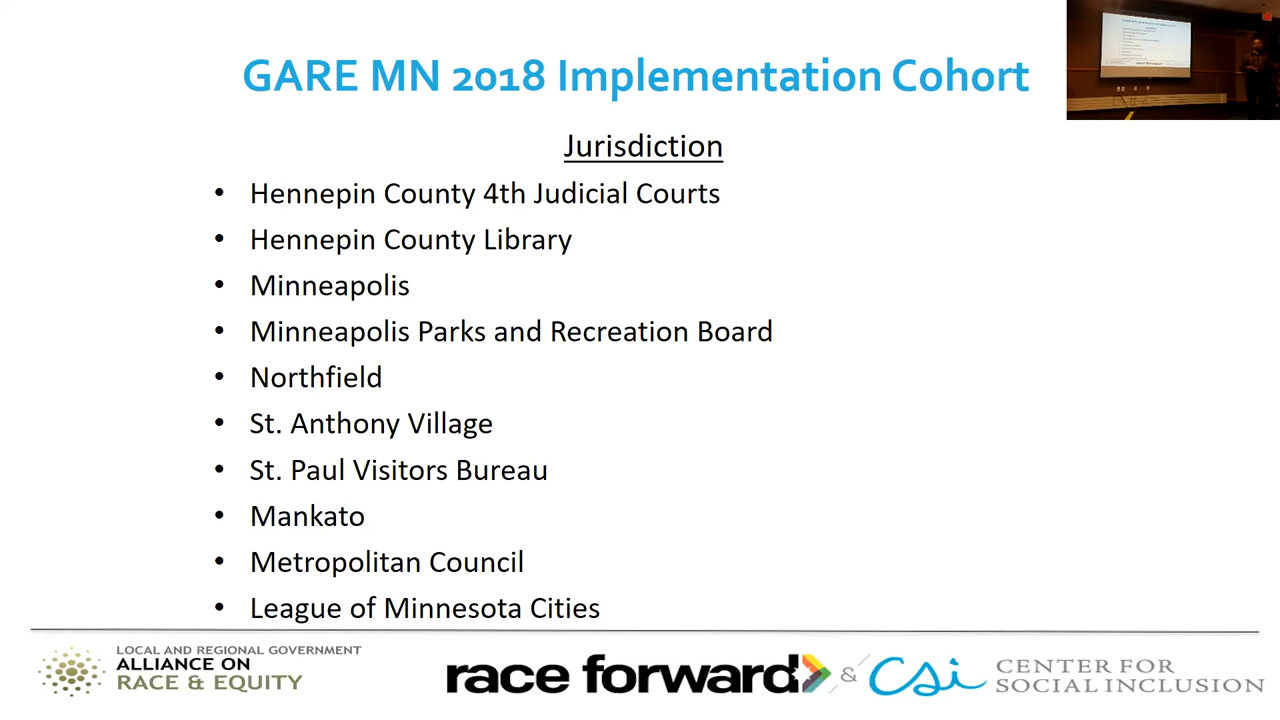 GARE MN 2018 Implementation Cohort
Jurisdiction
• Hennepin County 4th Judicial Courts
• Hennepin County Library
• Minneapolis
• Minneapolis Parks and Recreation Board
• Northfield
• St. Anthony Village
• St. Paul Visitors Bureau
• Mankato
• Metropolitan Council
• League of Minnesota Cities
LOCAL AND REGIONAL GOVERNMENT
ALLIANCE ON
RACE & EQUITY
race forward & csi
CENTER FOR
SOCIAL INCLUSION